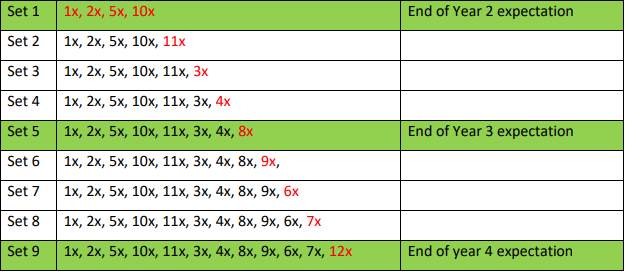 Set 1 1x, 2x, 5x, 10x End of Year 2 expectation
Set 2 1x, 2x, 5x, 10x, 11x
Set 3 1x, 2x, 5x, 10x, 11x, 3x
Set 4 1x, 2x, 5x, 10x, 11x, 3x, 4x
Set 5 1x, 2x, 5x, 10x, 11x, 3x, 4x, 8x End of Year 3 expectation
Set 6 1x, 2x, 5x, 10x, 11x, 3x, 4x, 8x, 9x,
Set 7 1x, 2x, 5x, 10x, 11x, 3x, 4x, 8x, 9x, 6x
Set 8 1x, 2x, 5x, 10x, 11x, 3x, 4x, 8x, 9x, 6x, 7x
Set 9 1x, 2x, 5x, 10x, 11x, 3x, 4x, 8x, 9x, 6x, 7x, 12x End of year 4 expectation